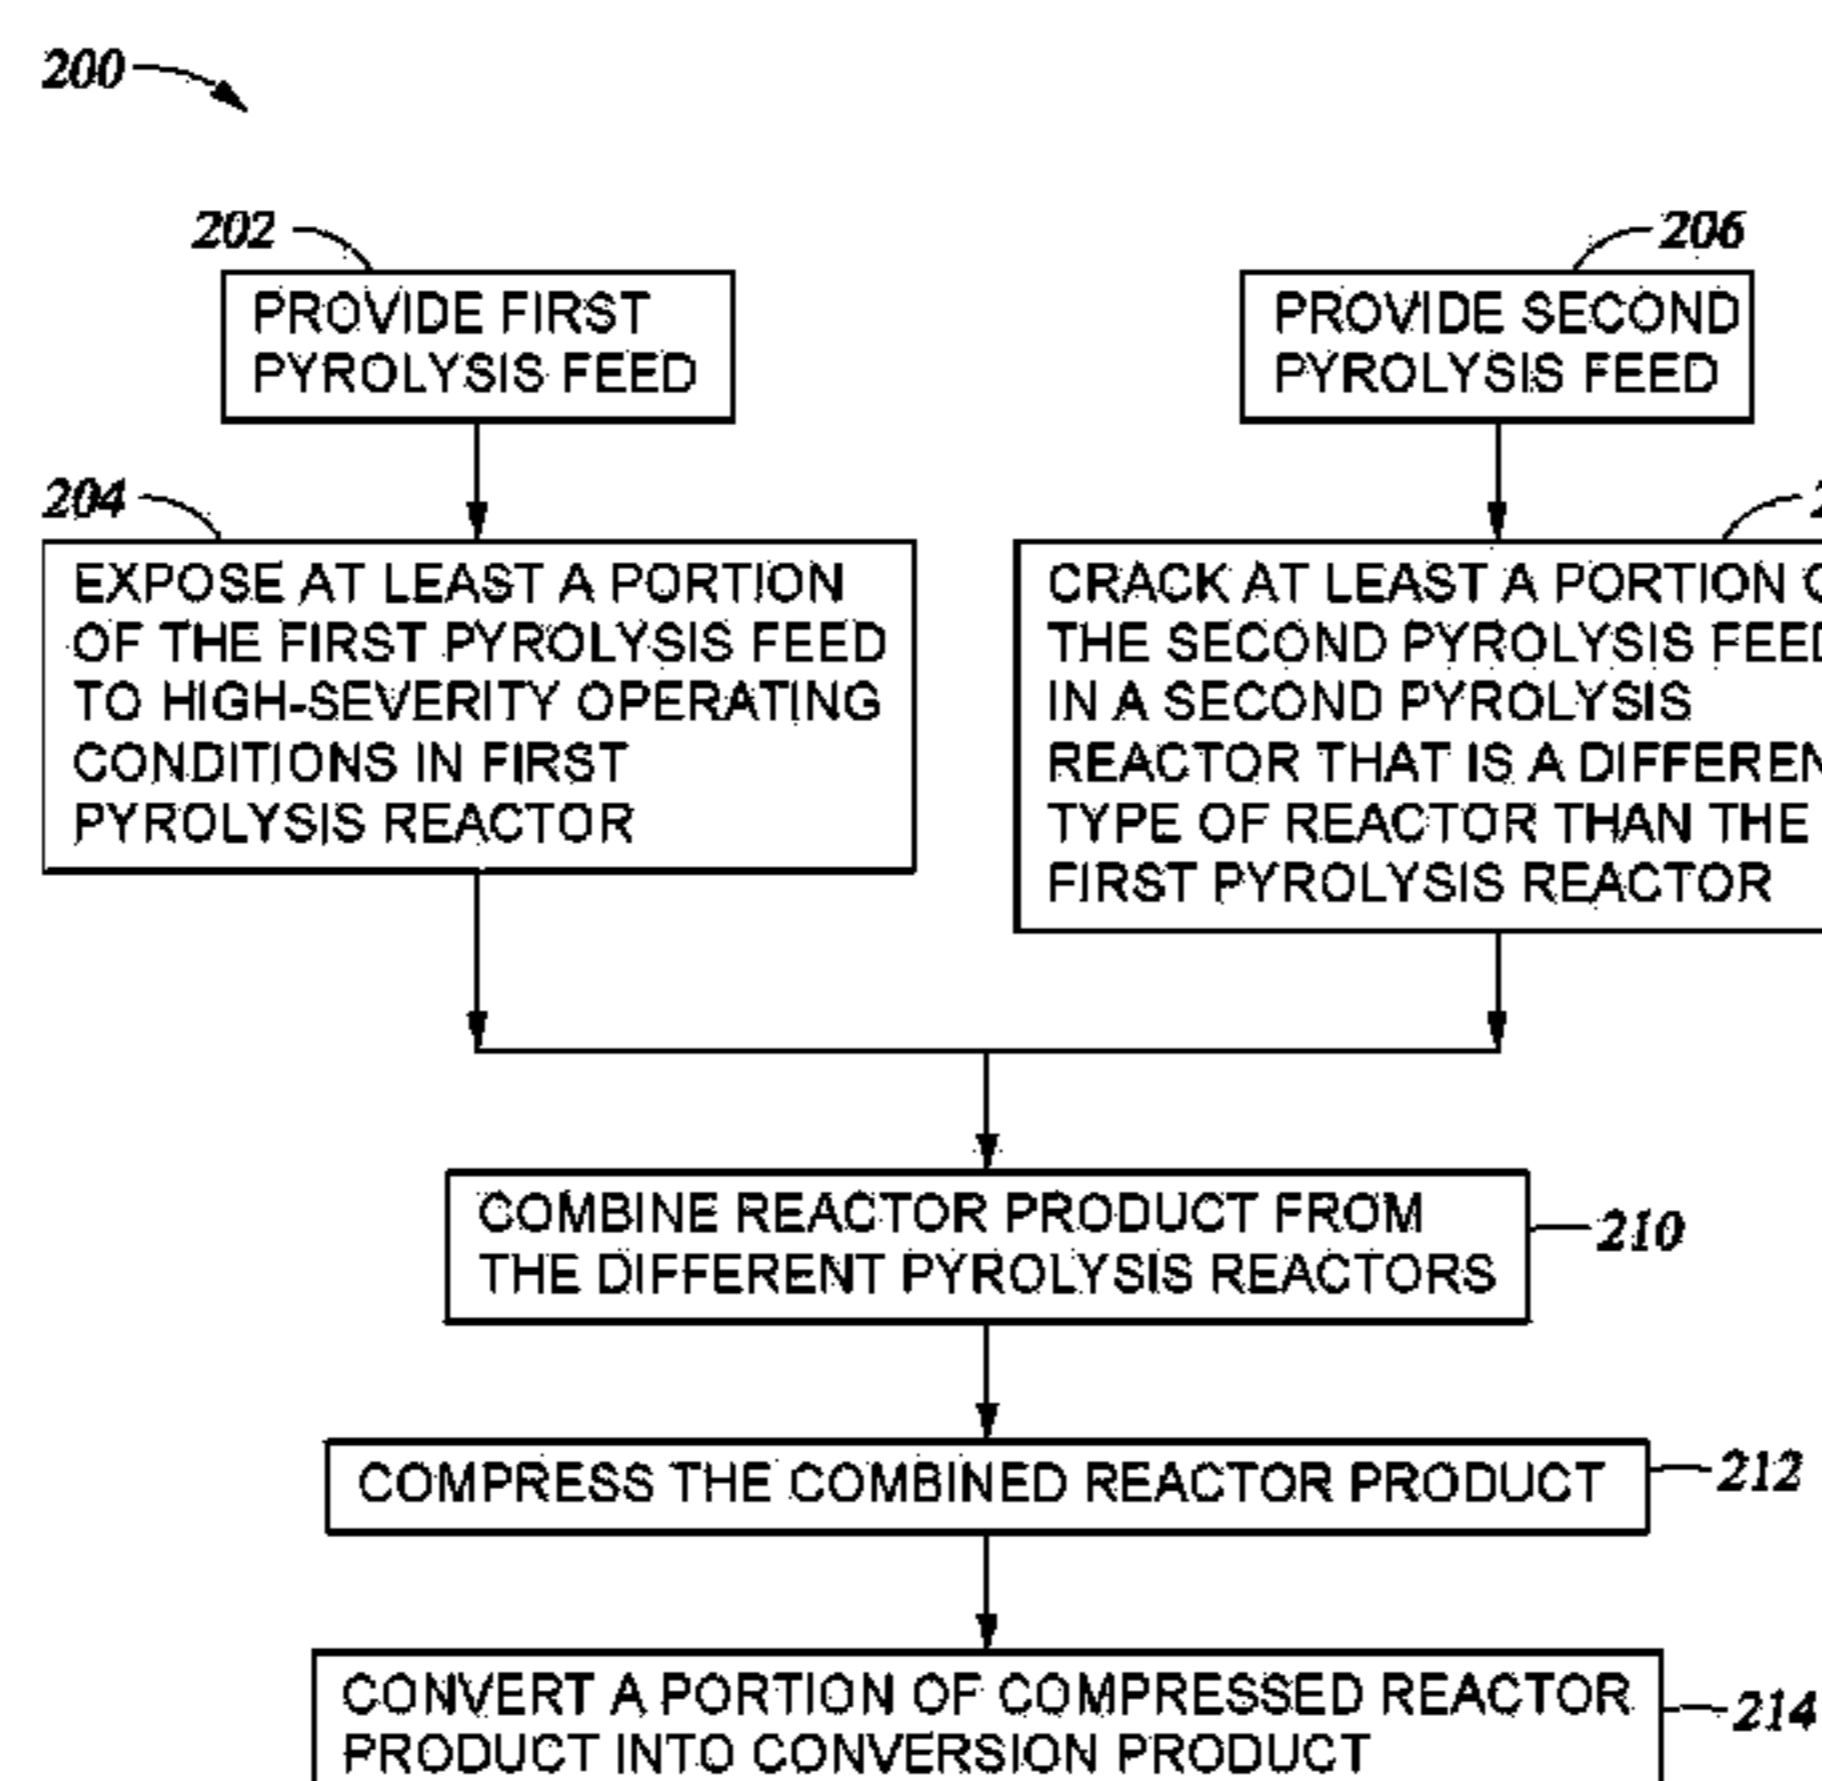 200
202
PROVIDE FIRST
PYROLYSIS FEED
206
PROVIDE SECOND
PYROLYSIS FEED
204
EXPOSE AT LEAST A PORTION
OF THE FIRST PYROLYSIS FEED
TO HIGH-SEVERITY OPERATING
CONDITIONS IN FIRST
PYROLYSIS REACTOR
CRACK AT LEAST A PORTION
THE SECOND PYROLYSIS FEED
IN A SECOND PYROLYSIS
REACTOR THAT IS A
TYPE OF REACTOR THAN THE
FIRST PYROLYSIS REACTOR
COMBINE REACTOR PRODUCT FROM
THE DIFFERENT PYROLYSIS REACTORS
210
COMPRESS THE COMBINED REACTOR PRODUCT
212
CONVERT A PORTION OF COMPRESSED REACTOR
PRODUCT INTO CONVERSION PRODUCT
214